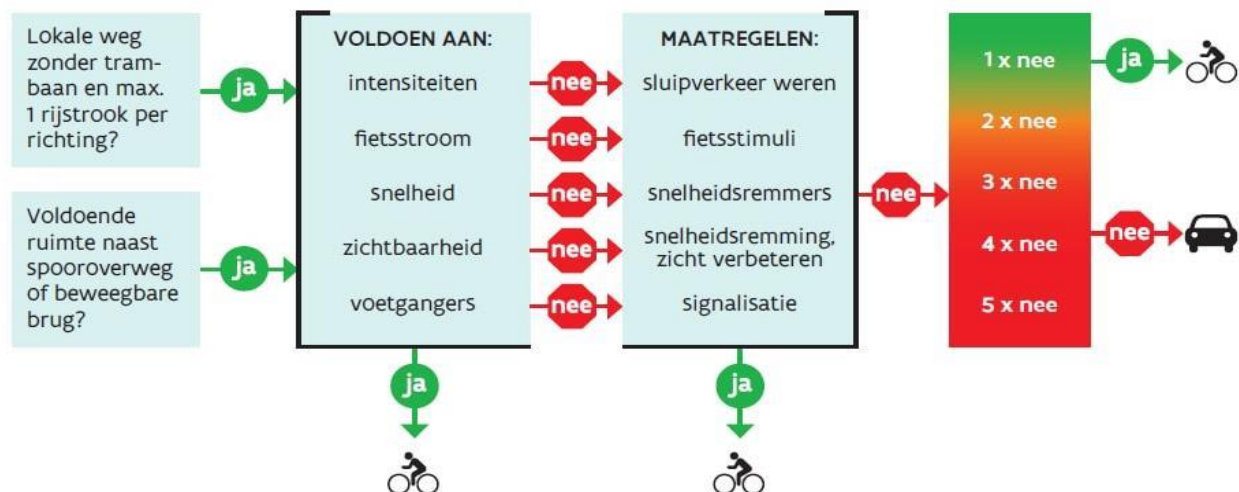 Lokale weg
zonder tram-
baan en max.
1 rijstrook per
richting?
ja
Voldoende
ruimte naast
spooroverweg
of beweegbare
brug?
ja
VOLDOEN AAN:
intensiteiten
fietsstroom
snelheid
zichtbaarheid
voetgangers
nee
nee
nee
nee
nee
MAATREGELEN:
sluipverkeer weren
fietsstimuli
snelheidsremmers
snelheidsremming,
zicht verbeteren
signalisatie
nee
1 x nee
2 x nee
3 x nee
4 x nee
5 x nee
ja
nee
ja
ja